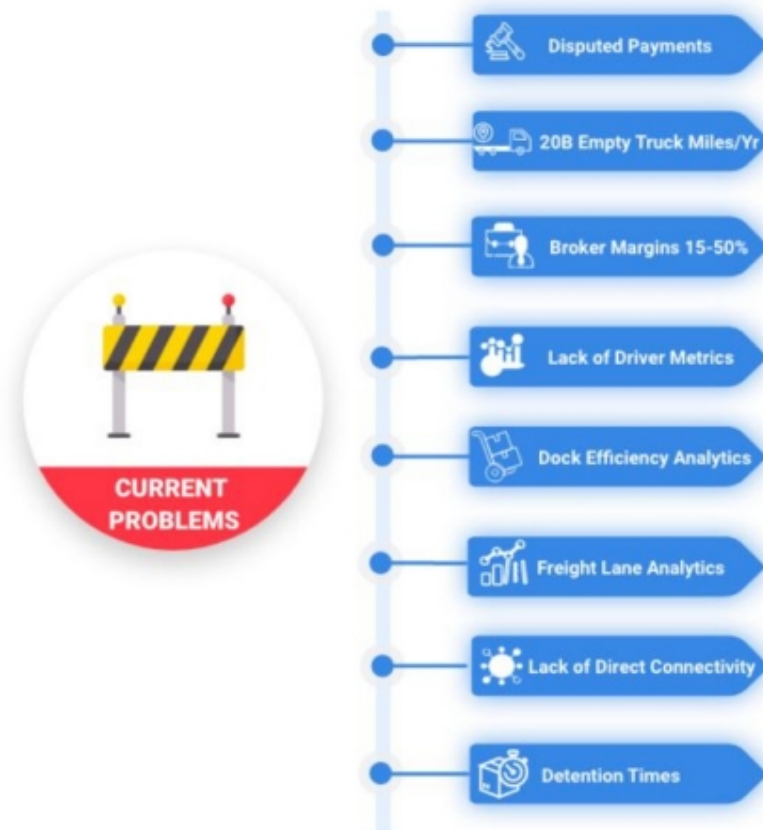 Disputed Payments
20B Empty Truck Miles/Yr
Broker Margins 15-50%
Lack of Driver Metrics
Dock Efficiency Analytics
Freight Lane Analytics
Lack of Direct Connectivity
Detention Times
CURRENT
PROBLEMS